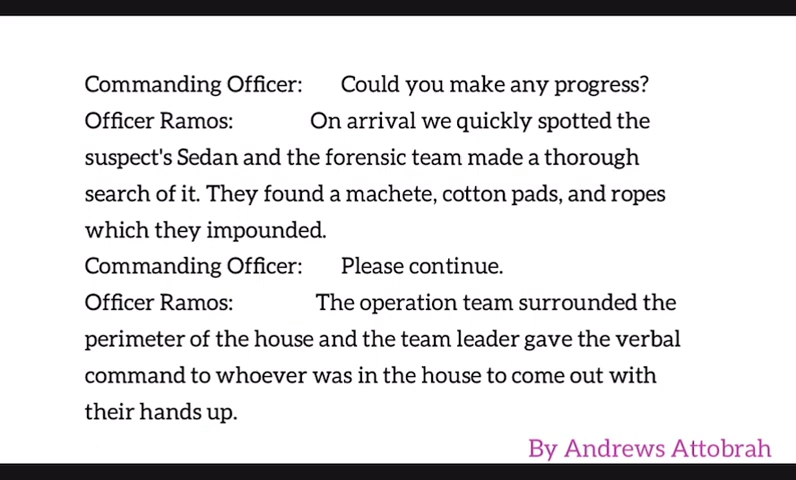 Commanding Officer: Could you make any progress?
Officer Ramos: On arrival we quickly spotted the
suspect's Sedan and the forensic team made a thorough
search of it. They found a machete, cotton pads, and ropes
which they impounded.
Commanding Officer: Please continue.
Officer Ramos: The operation team surrounded the
perimeter of the house and the team leader gave the verbal
command to whoever was in the house to come out with
their hands up.
By Andrews Attobrah